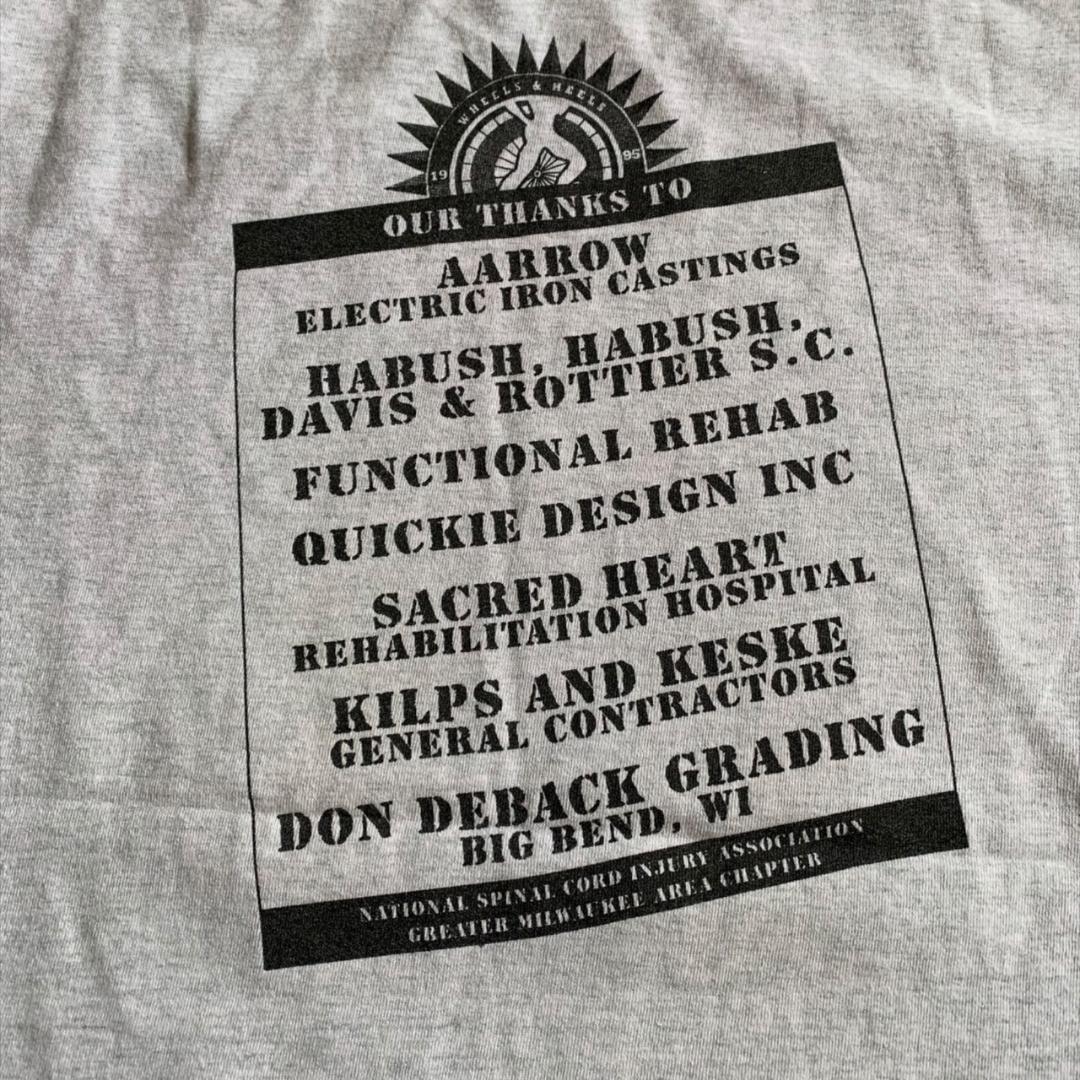 WHEELS & HEELS
19 95
OUR THANKS TO
AARROW
ELECTRIC IRON CASTINGS
HABUSH, HABUSH,
DAVIS & ROTTIER S.C.
FUNCTIONAL REHAB
QUICKIE DESIGN INC
SACRED HEART
REHABILITATION HOSPITAL
KILPS AND KESKE
GENERAL CONTRACTORS
DON DEBACK GRADING
BIG BEND, WI
NATIONAL SPINAL CORD INJURY ASSOCIATION
GREATER MILWAUKEE AREA CHAPTER